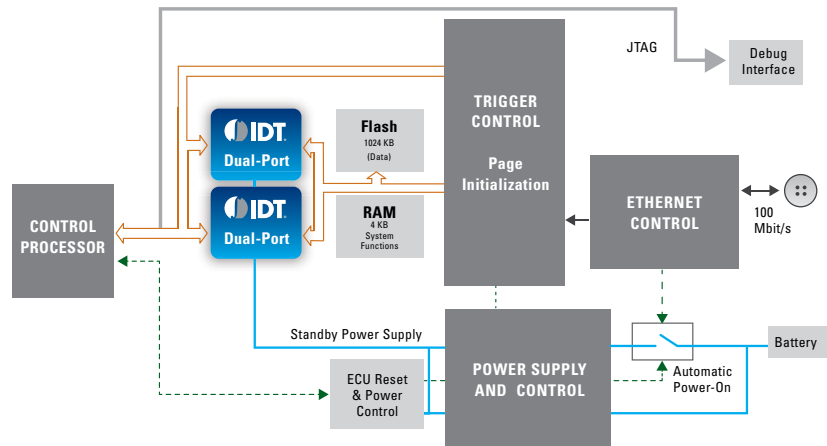 JTAG
Debug
Interface
TRIGGER
CONTROL
Page
Initialization
IDT
Dual-Port
Flash
1024 KB
(Data)
IDT
Dual-Port
RAM
4 KB
System
Functions
CONTROL
PROCESSOR
ETHERNET
CONTROL
100
Mbit/s
Standby Power Supply
Battery
POWER SUPPLY
AND CONTROL
Automatic
Power-On
ECU Reset
& Power
Control